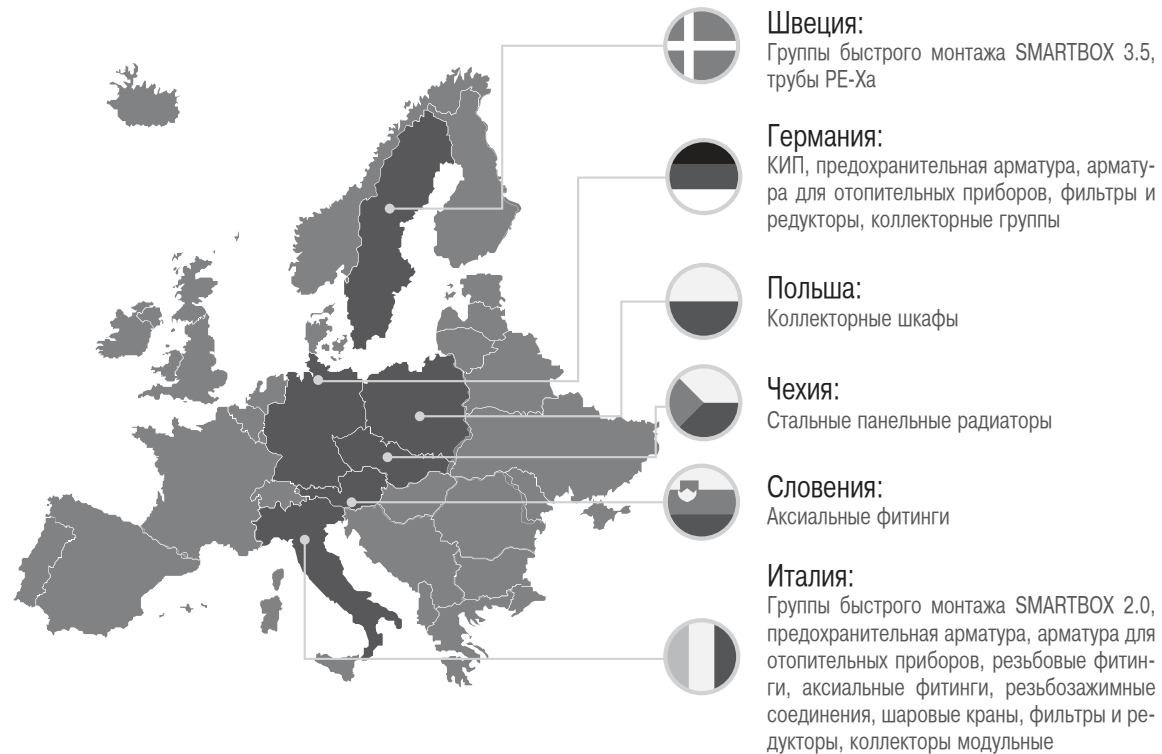 Швеция:
Группы быстрого монтажа SMARTBOX 3.5,
трубы PE-Xa
Германия:
КИП, предохранительная арматура, армату-
ра для отопительных приборов, фильтры и
редукторы, коллекторные группы
Польша:
Коллекторные шкафы
Чехия:
Стальные панельные радиаторы
Словения:
Аксиальные фитинги
Италия:
Группы быстрого монтажа SMARTBOX 2.0,
предохранительная арматура, арматура для
отопительных приборов, резьбовые фитин-
ги, аксиальные фитинги, резьбозажимные
соединения, шаровые краны, фильтры и ре-
дукторы, коллекторы модульные